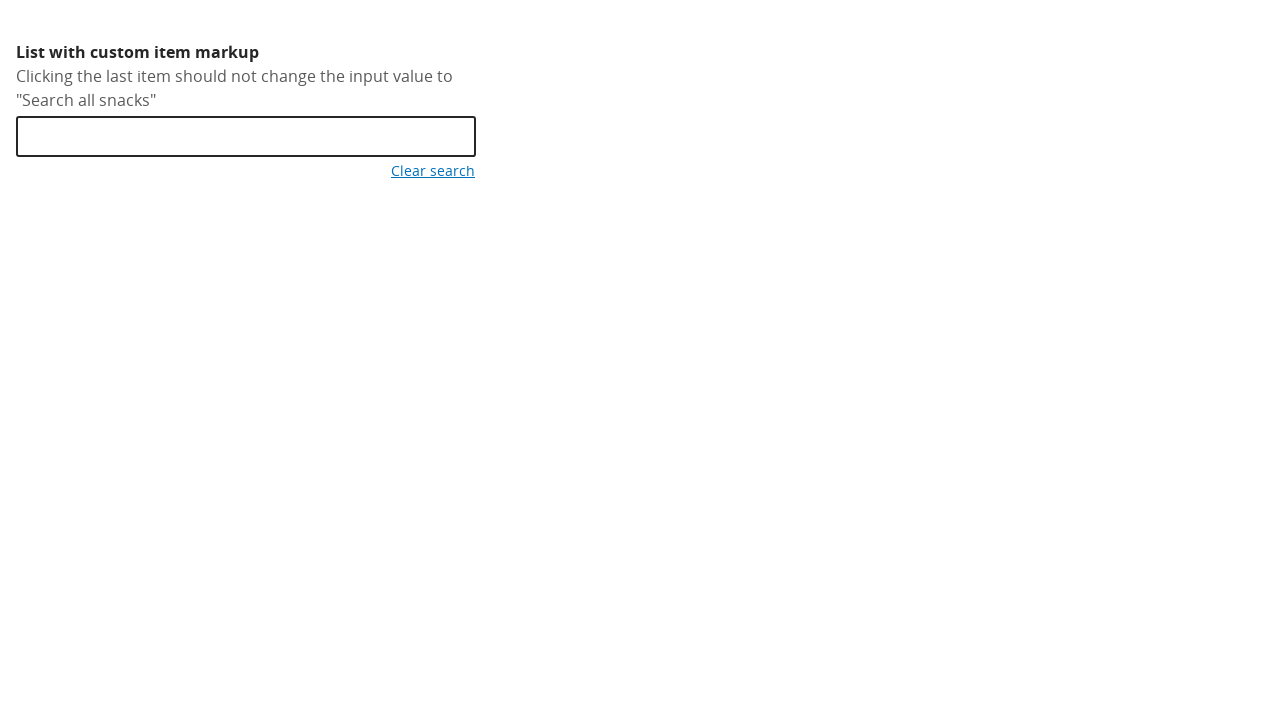 List with custom item markup
Clicking the last item should not change the input value to
"Search all snacks"
Clear search